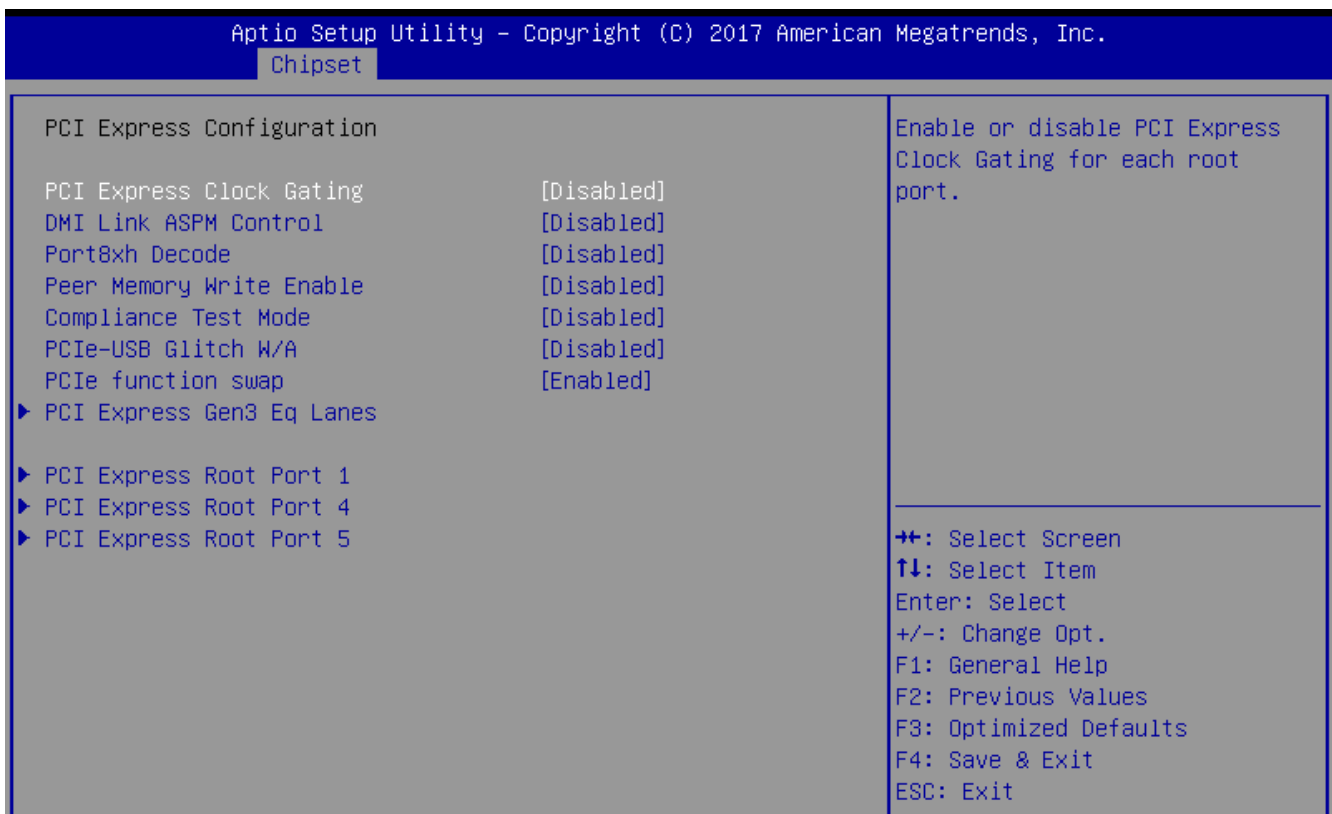 Aptio Setup Utility – Copyright (C) 2017 American Megatrends, Inc.
Chipset
PCI Express Configuration
PCI Express Clock Gating [Disabled]
DMI Link ASPM Control [Disabled]
Port8xh Decode [Disabled]
Peer Memory Write Enable [Disabled]
Compliance Test Mode [Disabled]
PCIe-USB Glitch W/A [Disabled]
PCIe function swap [Enabled]
▶ PCI Express Gen3 Eq Lanes
▶ PCI Express Root Port 1
▶ PCI Express Root Port 4
▶ PCI Express Root Port 5
Enable or disable PCI Express
Clock Gating for each root
port.
→←: Select Screen
↑↓: Select Item
Enter: Select
+/-: Change Opt.
F1: General Help
F2: Previous Values
F3: Optimized Defaults
F4: Save & Exit
ESC: Exit